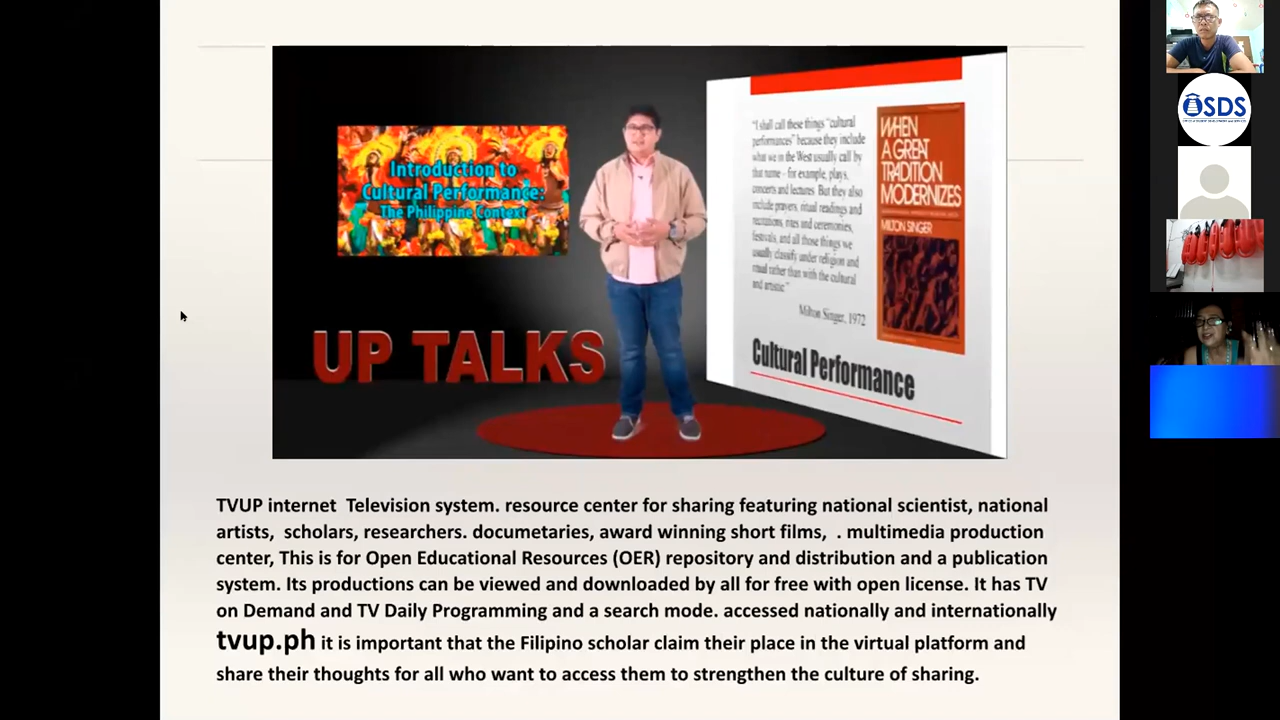 Introduction to
Cultural Performance:
The Philippine Context
UP TALKS
"I shall call these things "cultural
performances" because they include
what we in the West usually call by
that name – for example, plays,
concerts and lectures. But they also
include prayers, ritual readings and
recitations, rites and ceremonies,
festivals, and all those things we
usually classify under religion and
ritual rather than with the cultural
and artistic."
Milton Singer, 1972
Cultural Performance
WHEN
A GREAT
TRADITION
MODERNIZES
MILTON SINGER
TVUP internet  Television system. resource center for sharing featuring national scientist, national
artists,  scholars, researchers. documetaries, award winning short films,  . multimedia production
center, This is for Open Educational Resources (OER) repository and distribution and a publication
system. Its productions can be viewed and downloaded by all for free with open license. It has TV
on Demand and TV Daily Programming and a search mode. accessed nationally and internationally
tvup.ph it is important that the Filipino scholar claim their place in the virtual platform and
share their thoughts for all who want to access them to strengthen the culture of sharing.
OSDS